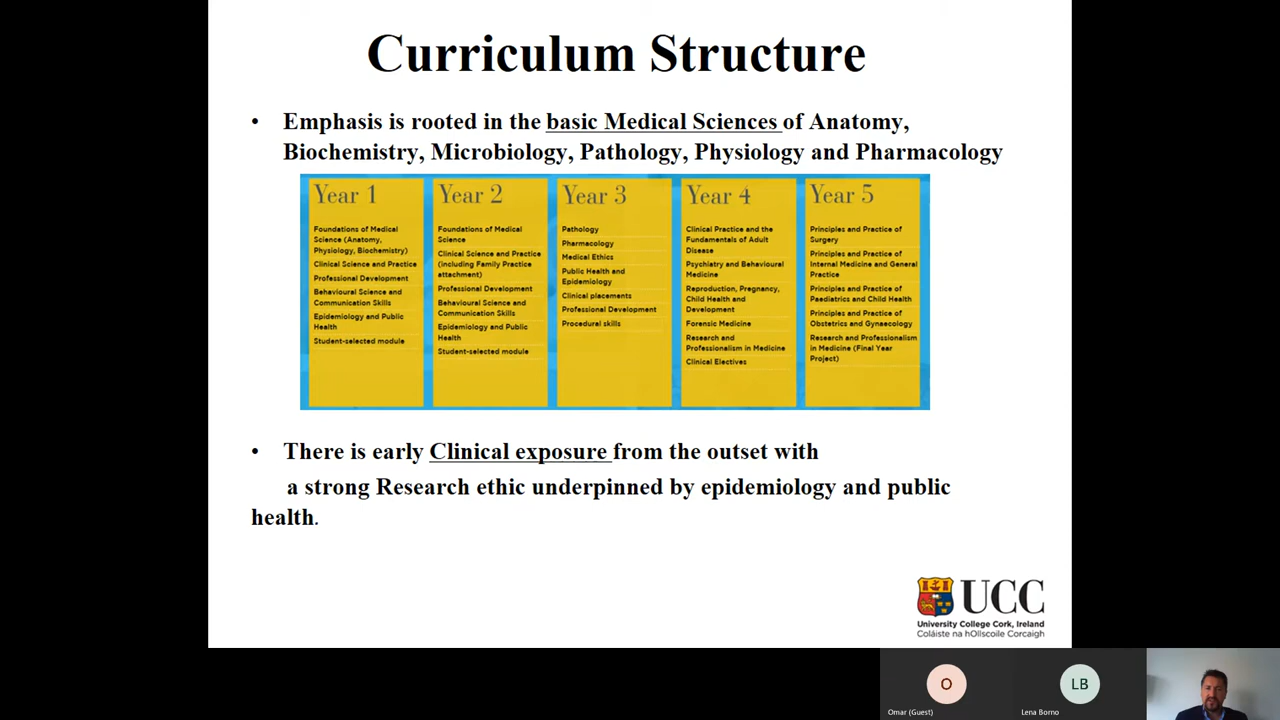 Curriculum Structure
• Emphasis is rooted in the basic Medical Sciences of Anatomy,
Biochemistry, Microbiology, Pathology, Physiology and Pharmacology
Year 1
Foundations of Medical
Science (Anatomy,
Physiology, Biochemistry)
Clinical Science and Practice
Professional Development
Behavioural Science and
Communication Skills
Epidemiology and Public
Health
Student-selected module
Year 2
Foundations of Medical
Science
Clinical Science and Practice
(including Family Practice
attachment)
Professional Development
Behavioural Science and
Communication Skills
Epidemiology and Public
Health
Student-selected module
Year 3
Pathology
Pharmacology
Medical Ethics
Public Health and
Epidemiology
Clinical placements
Professional Development
Procedural skills
Year 4
Clinical Practice and the
Fundamentals of Adult
Disease
Psychiatry and Behavioural
Medicine
Reproduction, Pregnancy,
Child Health and
Development
Forensic Medicine
Research and
Professionalism in Medicine
Clinical Electives
Year 5
Principles and Practice of
Surgery
Principles and Practice of
Internal Medicine and General
Practice
Principles and Practice of
Paediatrics and Child Health
Principles and Practice of
Obstetrics and Gynaecology
Research and Professionalism
in Medicine (Final Year
Project)
• There is early Clinical exposure from the outset with
a strong Research ethic underpinned by epidemiology and public
health.
UCC
University College Cork, Ireland
Coláiste na hOllscoile Corcaigh
O
LB
Omar (Guest)
Lena Borno